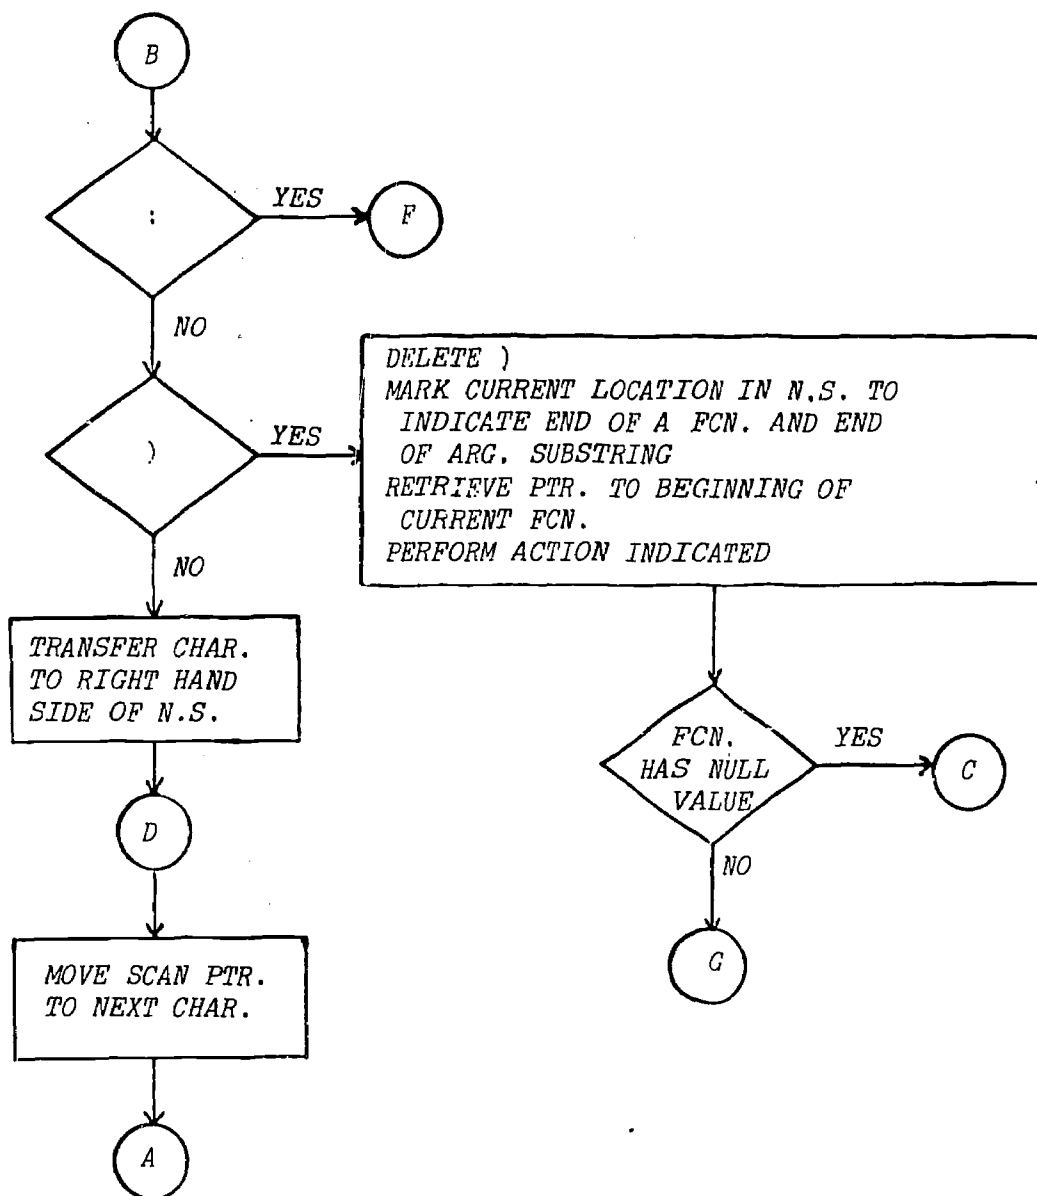 B
:
YES
F
NO
)
YES
DELETE )
MARK CURRENT LOCATION IN N.S. TO
INDICATE END OF A FCN. AND END
OF ARG. SUBSTRING
RETRIEVE PTR. TO BEGINNING OF
CURRENT FCN.
PERFORM ACTION INDICATED
NO
TRANSFER CHAR.
TO RIGHT HAND
SIDE OF N.S.
FCN.
HAS NULL
VALUE
YES
C
D
NO
G
MOVE SCAN PTR.
TO NEXT CHAR.
A